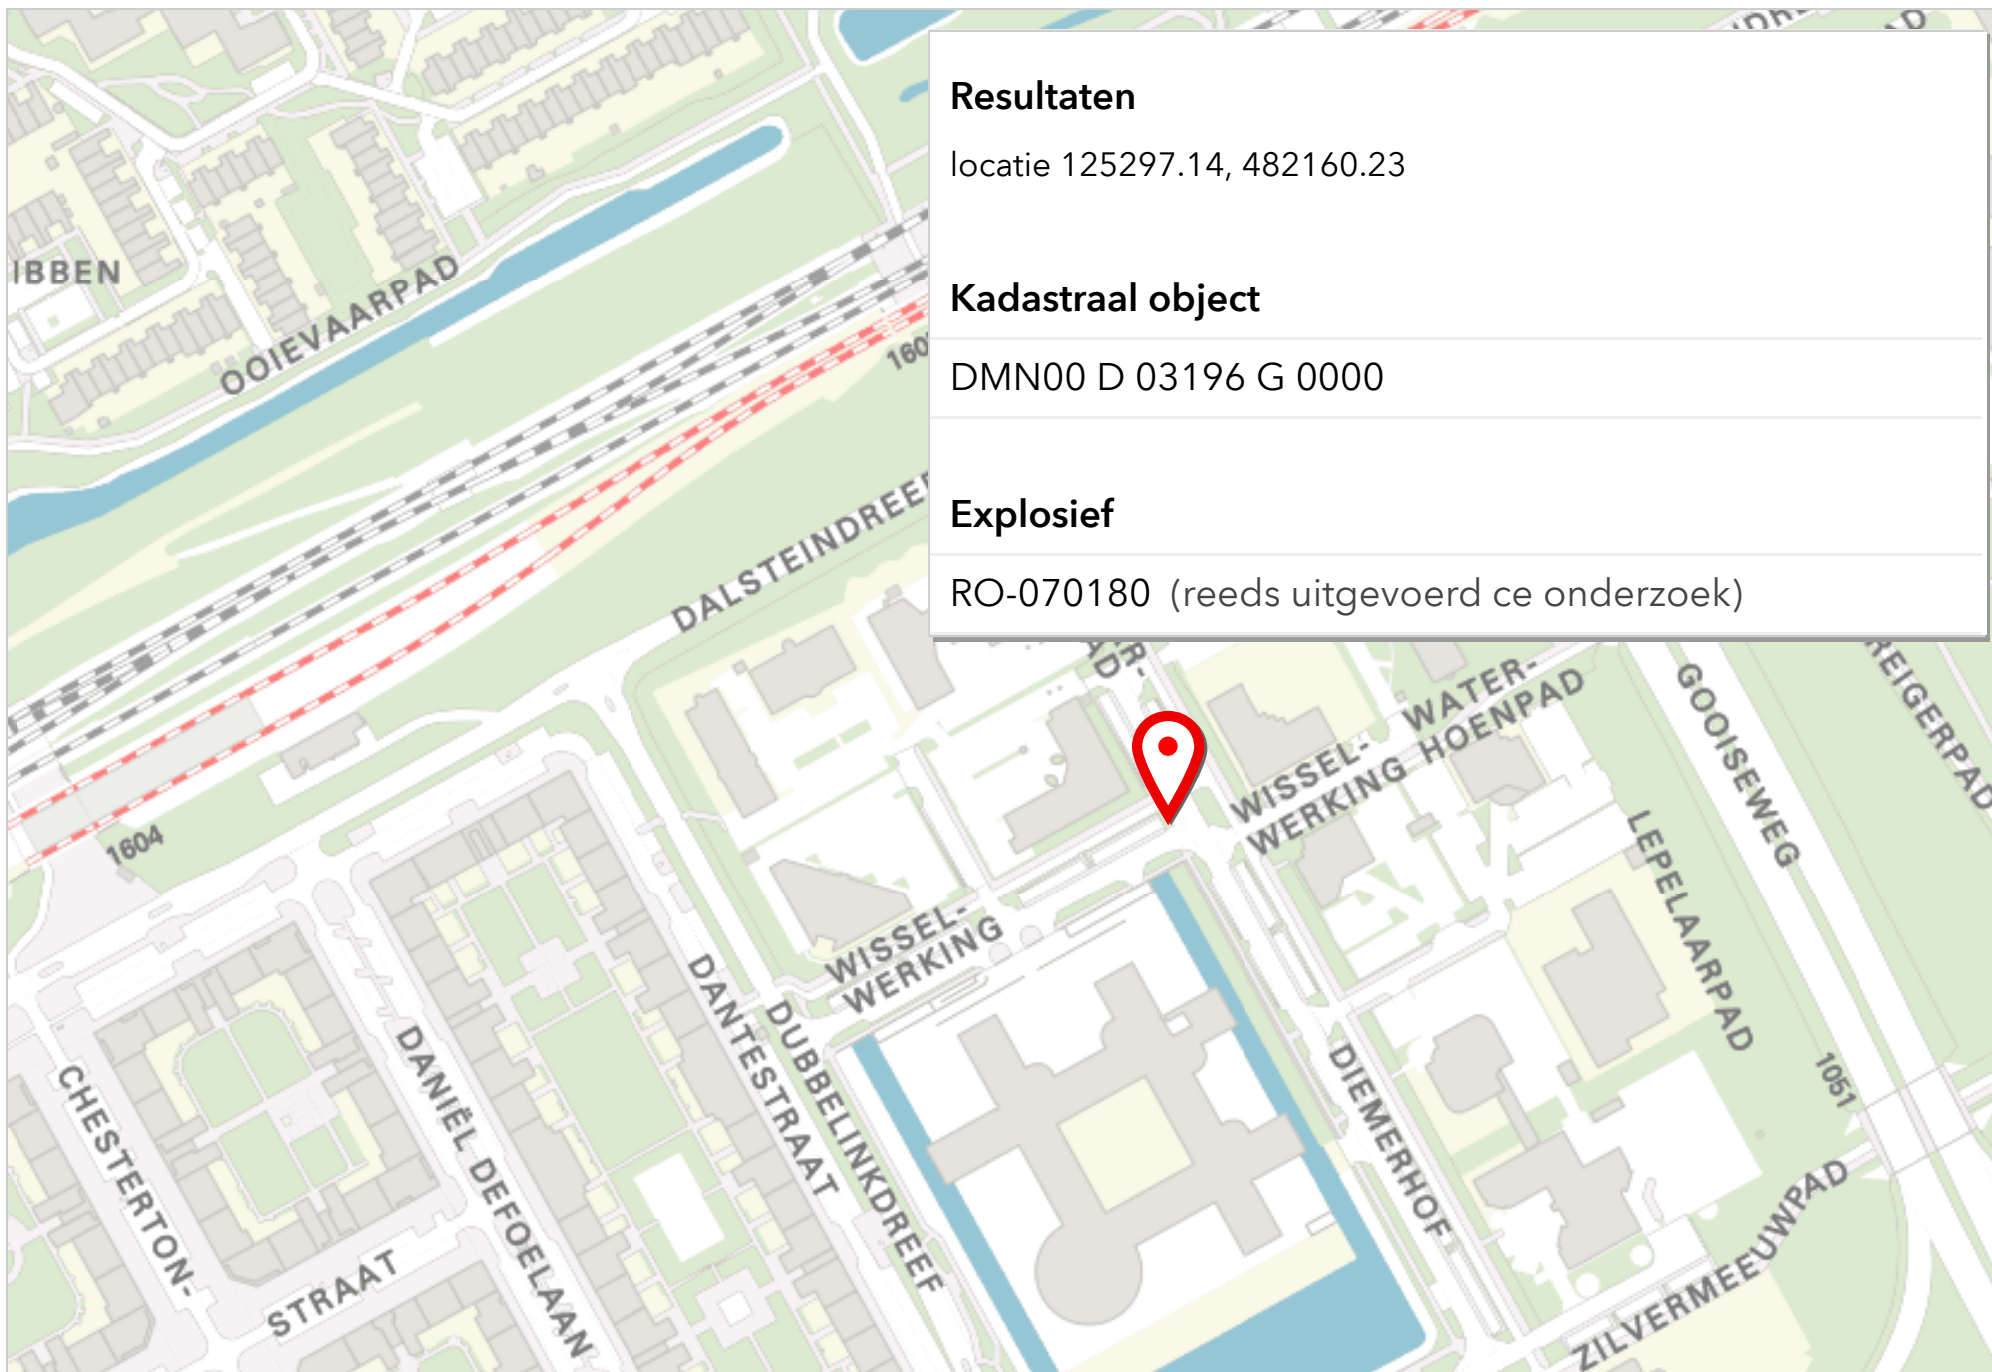 Resultaten
locatie 125297.14, 482160.23
Kadastraal object
DMN00 D 03196 G 0000
Explosief
RO-070180 (reeds uitgevoerd ce onderzoek)
IBBEN
OOIEVAARPAD
160
DALSTEINDREEF
1604
WISSEL-
WERKING
WATER-
HOENPAD
WISSEL-
WERKING
GOOISEWEG
REIGERPAD
LEPELAARPAD
1051
DANTESTRAAT
DUBBELINKDREEF
DANIËL DEFOELAAN
CHESTERTON-
STRAAT
DIEMERHOF
ZILVERMEEUWPAD